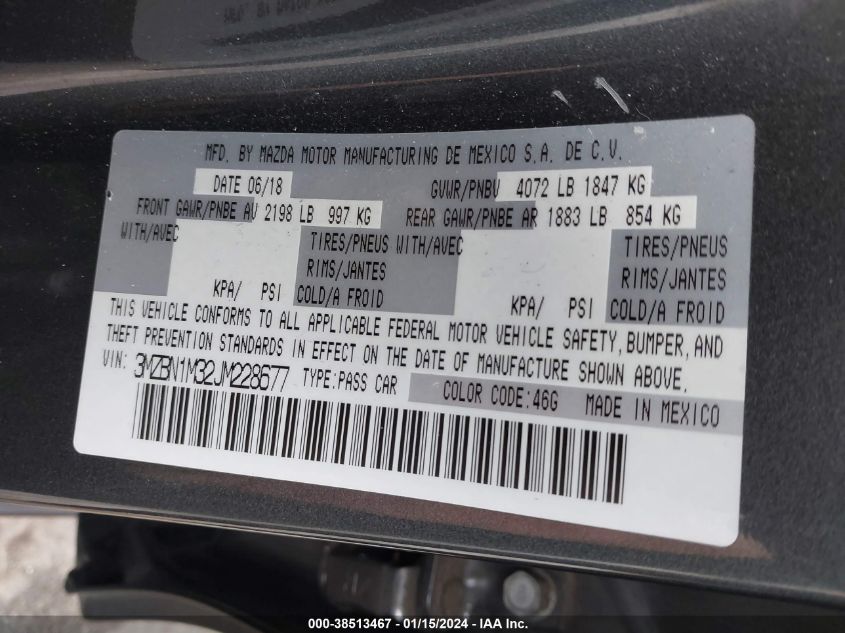 MFD. BY MAZDA MOTOR MANUFACTURING DE MEXICO S.A. DE C.V.
DATE 06/18 GVWR/PNBV 4072 LB 1847 KG
FRONT GAWR/PNBE AV 2198 LB 997 KG REAR GAWR/PNBE AR 1883 LB 854 KG
WITH/AVEC TIRES/PNEUS WITH/AVEC TIRES/PNEUS
RIMS/JANTES RIMS/JANTES
KPA/ PSI COLD/A FROID KPA/ PSI COLD/A FROID
THIS VEHICLE CONFORMS TO ALL APPLICABLE FEDERAL MOTOR VEHICLE SAFETY, BUMPER, AND
THEFT PREVENTION STANDARDS IN EFFECT ON THE DATE OF MANUFACTURE SHOWN ABOVE.
VIN: 3MZBN1M32JM228677 TYPE:PASS CAR COLOR CODE:46G MADE IN MEXICO
000-38513467 - 01/15/2024 - IAAI Inc.